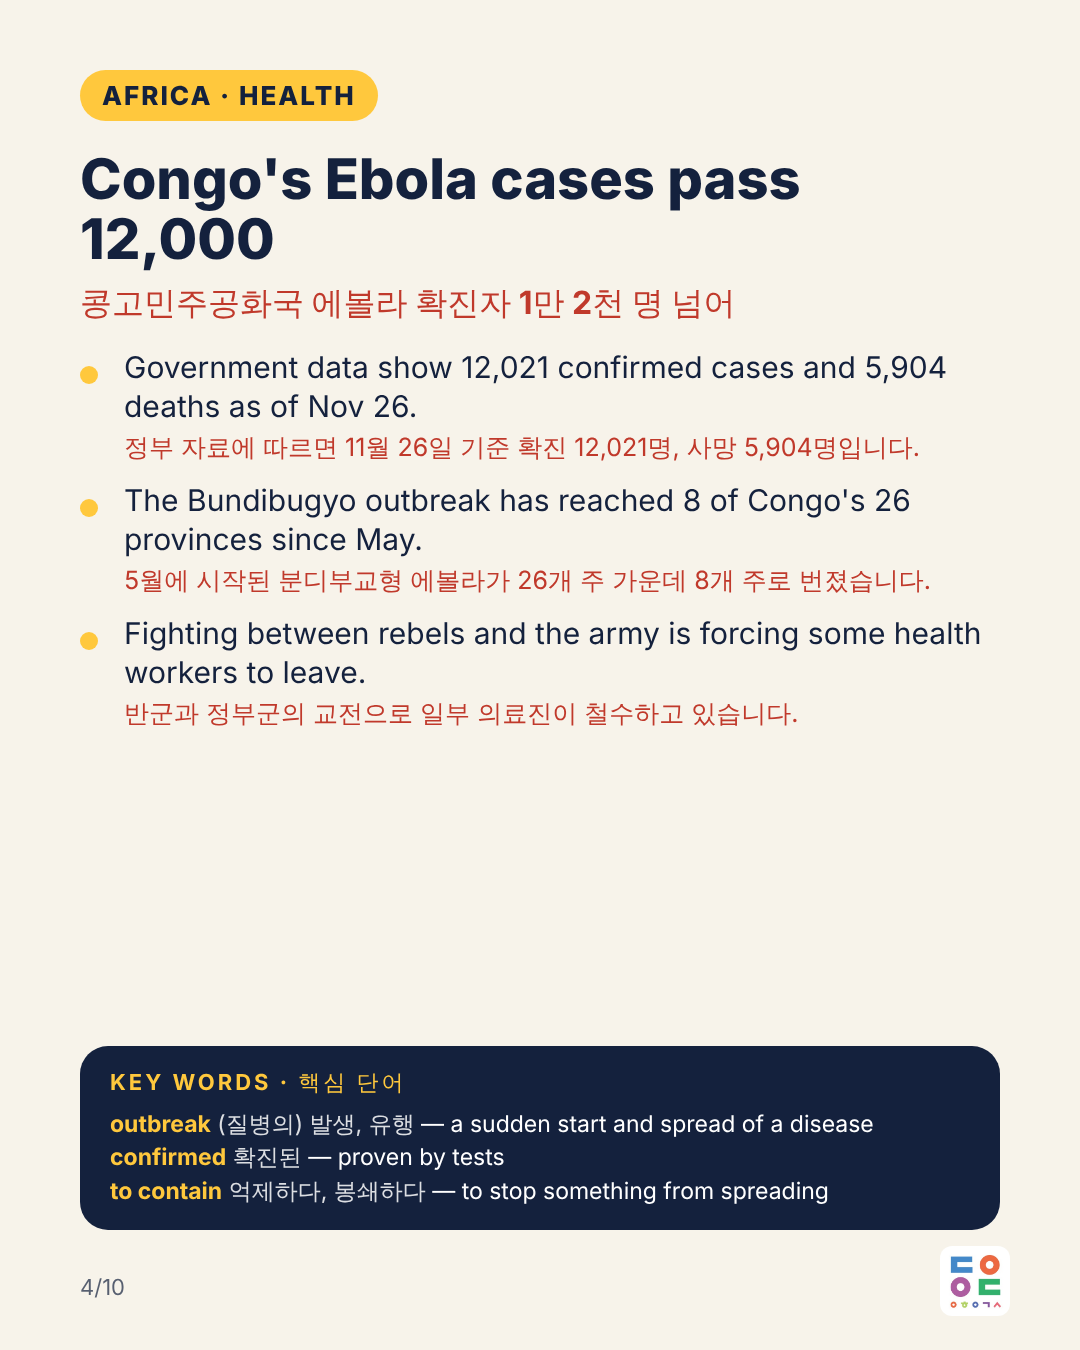 AFRICA · HEALTH
Congo's Ebola cases pass
12,000
콩고민주공화국 에볼라 확진자 1만 2천 명 넘어
Government data show 12,021 confirmed cases and 5,904
deaths as of Nov 26.
정부 자료에 따르면 11월 26일 기준 확진 12,021명, 사망 5,904명입니다.
The Bundibugyo outbreak has reached 8 of Congo's 26
provinces since May.
5월에 시작된 분디부교형 에볼라가 26개 주 가운데 8개 주로 번졌습니다.
Fighting between rebels and the army is forcing some health
workers to leave.
반군과 정부군의 교전으로 일부 의료진이 철수하고 있습니다.
KEY WORDS · 핵심 단어
outbreak (질병의) 발생, 유행 — a sudden start and spread of a disease
confirmed 확진된 — proven by tests
to contain 억제하다, 봉쇄하다 — to stop something from spreading
4/10